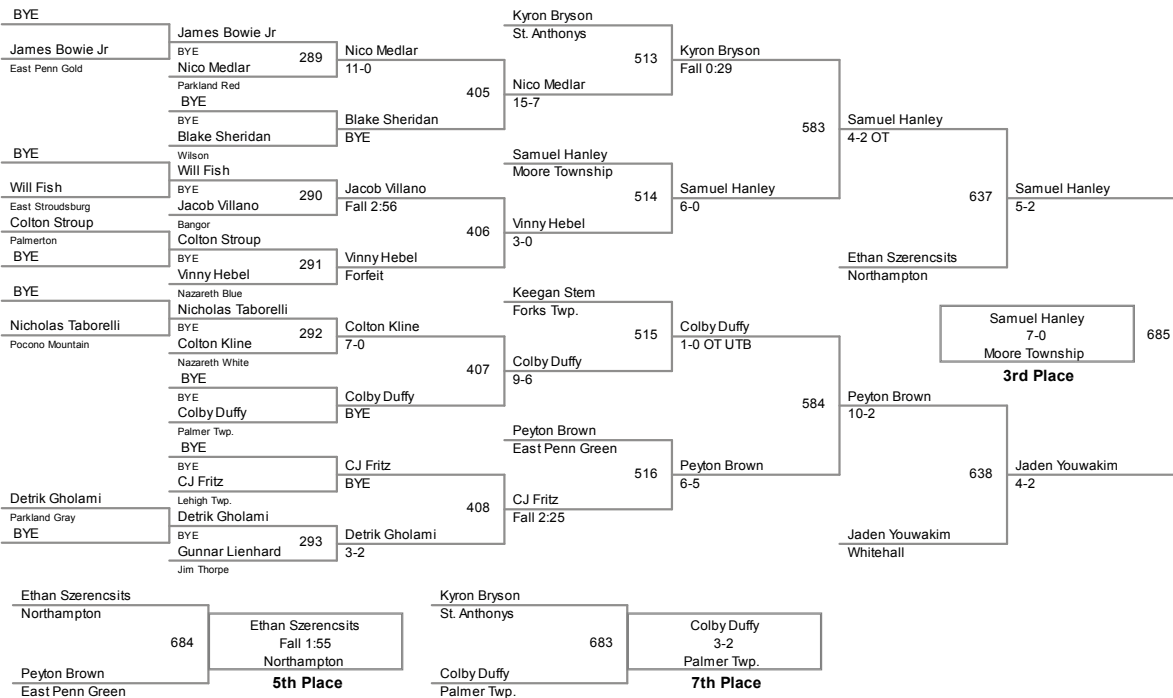 BYE
James Bowie Jr
East Penn Gold
BYE
Will Fish
East Stroudsburg
Colton Stroup
Palmerton
BYE
BYE
Nicholas Taborelli
Pocono Mountain
Detrik Gholami
Parkland Gray
BYE
James Bowie Jr
BYE
289
Nico Medlar
Parkland Red
BYE
BYE
Blake Sheridan
Wilson
Will Fish
BYE
290
Jacob Villano
Bangor
Colton Stroup
BYE
291
Vinny Hebel
Nazareth Blue
Nicholas Taborelli
BYE
292
Colton Kline
Nazareth White
BYE
BYE
Colby Duffy
Palmer Twp.
BYE
BYE
CJ Fritz
Lehigh Twp.
Detrik Gholami
BYE
293
Gunnar Lienhard
Jim Thorpe
Nico Medlar
11-0
405
Blake Sheridan
BYE
Jacob Villano
Fall 2:56
406
Vinny Hebel
Forfeit
Colton Kline
7-0
407
Colby Duffy
BYE
CJ Fritz
BYE
408
Detrik Gholami
3-2
Kyron Bryson
St. Anthonys
513
Nico Medlar
15-7
Samuel Hanley
Moore Township
514
Vinny Hebel
3-0
Keegan Stem
Forks Twp.
515
Colby Duffy
9-6
Peyton Brown
East Penn Green
516
CJ Fritz
Fall 2:25
Kyron Bryson
Fall 0:29
583
Samuel Hanley
6-0
Colby Duffy
1-0 OT UTB
584
Peyton Brown
6-5
Samuel Hanley
4-2 OT
637
Ethan Szerencsits
Northampton
Peyton Brown
10-2
638
Jaden Youwakim
Whitehall
Samuel Hanley
5-2
Samuel Hanley
7-0
Moore Township
685
3rd Place
Jaden Youwakim
4-2
Ethan Szerencsits
Northampton
684
Peyton Brown
East Penn Green
Ethan Szerencsits
Fall 1:55
Northampton
5th Place
Kyron Bryson
St. Anthonys
683
Colby Duffy
Palmer Twp.
Colby Duffy
3-2
Palmer Twp.
7th Place